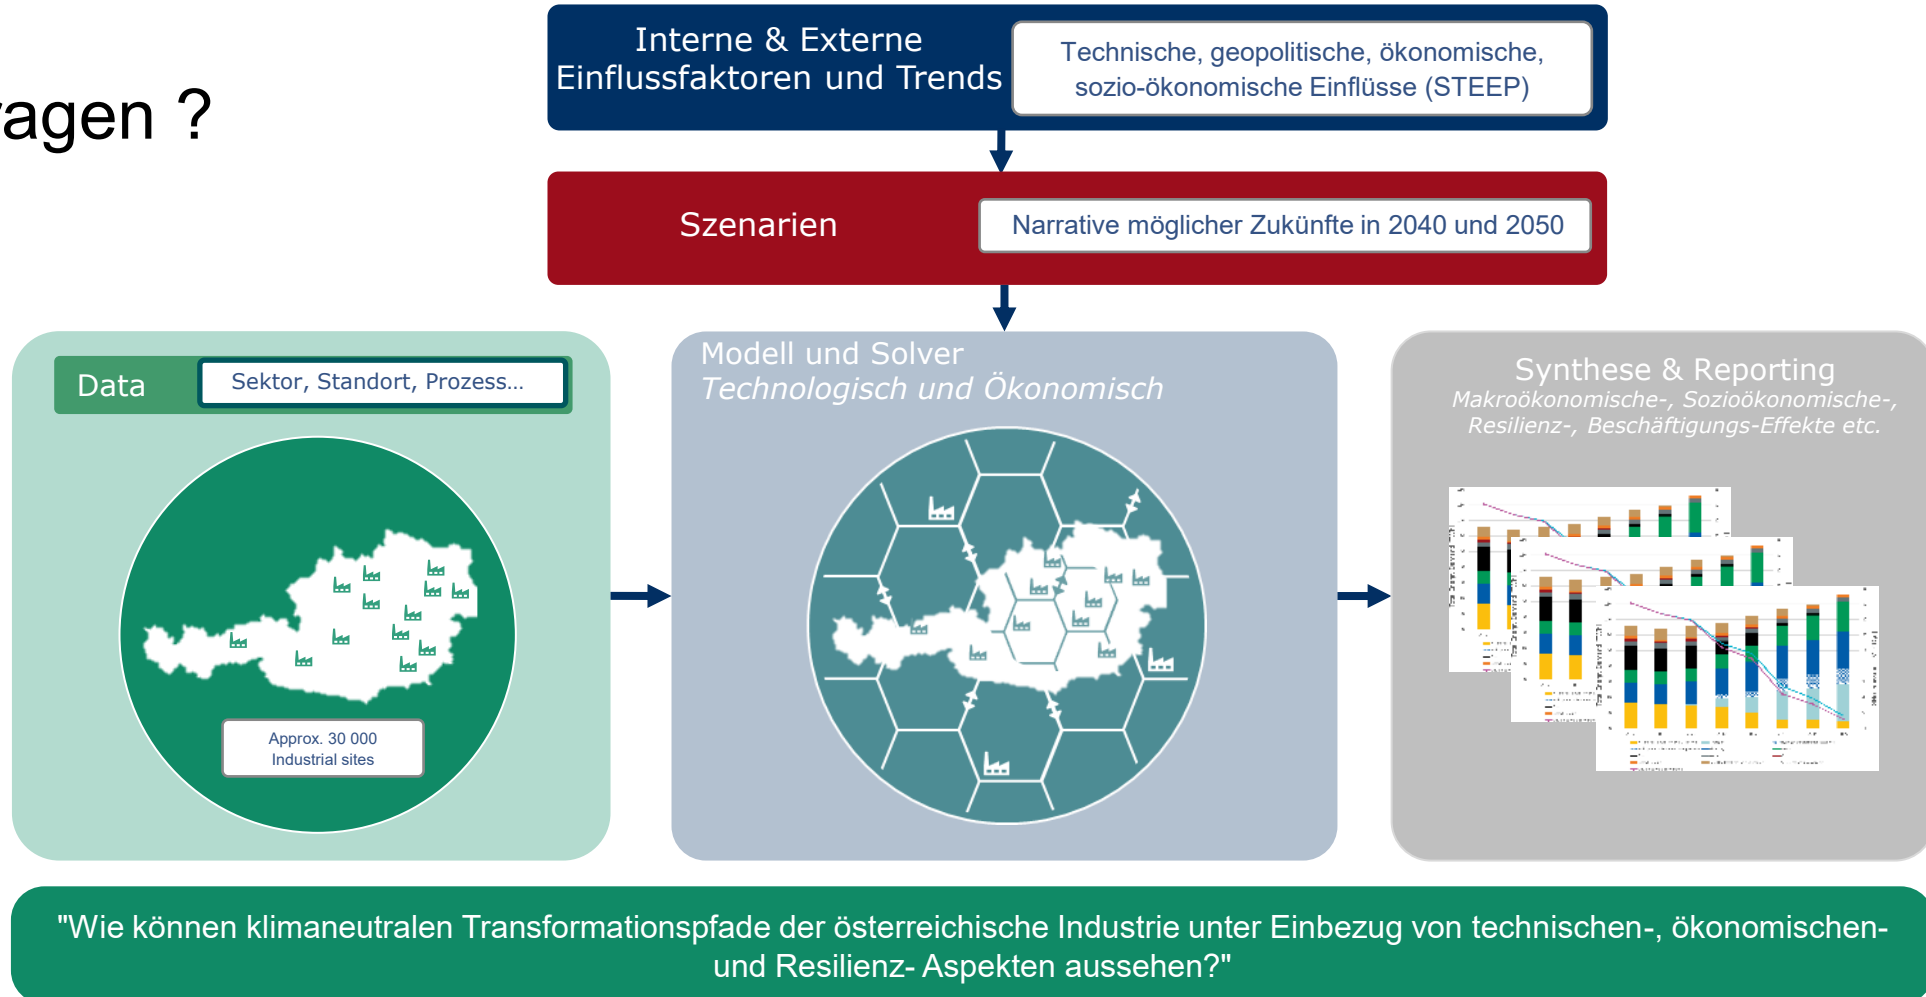 ragen ?
Interne & Externe
Einflussfaktoren und Trends
Technische, geopolitische, ökonomische,
sozio-ökonomische Einflüsse (STEEP)
Szenarien
Narrative möglicher Zukünfte in 2040 und 2050
Data
Sektor, Standort, Prozess...
Approx. 30 000
Industrial sites
Modell und Solver
Technologisch und Ökonomisch
Synthese & Reporting
Makroökonomische-, Sozioökonomische-,
Resilienz-, Beschäftigungs-Effekte etc.
"Wie können klimaneutralen Transformationspfade der österreichische Industrie unter Einbezug von technischen-, ökonomischen-
und Resilienz- Aspekten aussehen?"